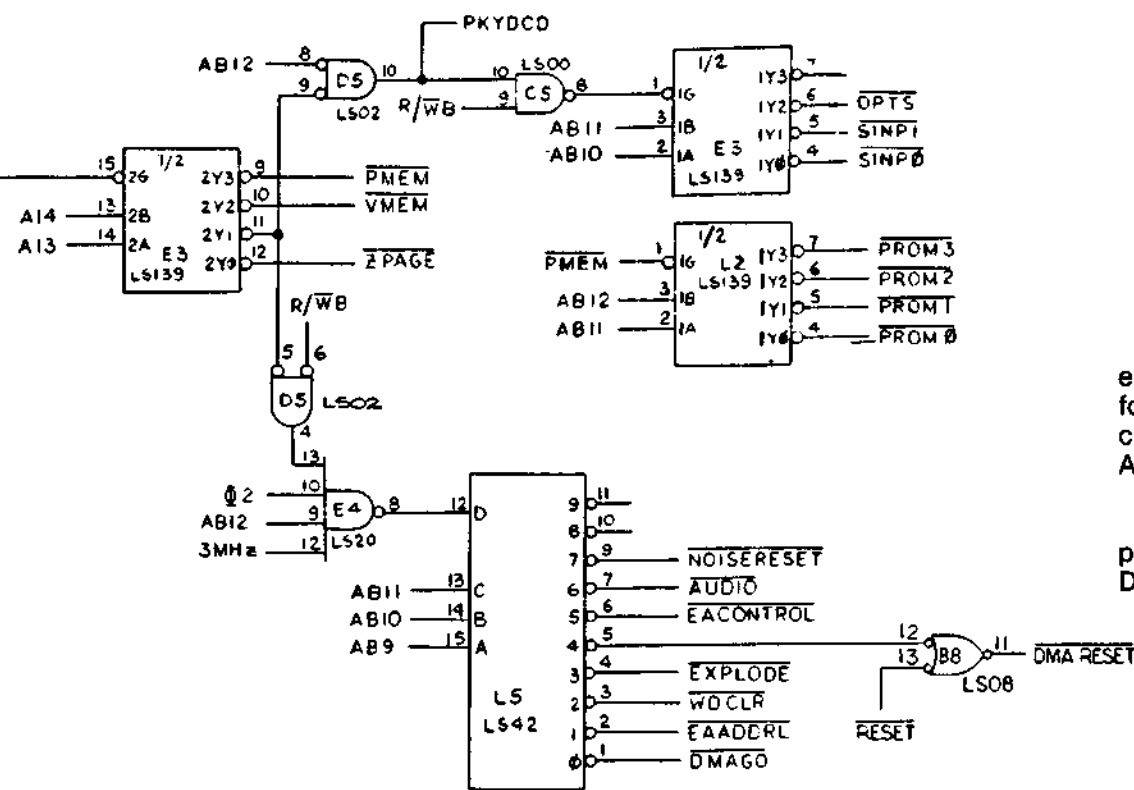 PKYDCD
AB12 8 D5 10
9 LS02
LS00
10 C5 8
R/WB 9
1/2
1 1G 1Y3 7
1Y2 6 OPTS
AB11 3 1B 1Y1 5 SINP1
AB10 2 1A E3 1Y0 4 SINPØ
LS139
1/2
15 2G 2Y3 9 PMEM
A14 13 2B 2Y2 10 VMEM
A13 14 2A 2Y1 11
E3 2YØ 12 ZPAGE
LS139
1/2
PMEM 1 1G L2 1Y3 7 PROM3
LS139 1Y2 6 PROM2
AB12 3 1B 1Y1 5 PROM1
AB11 2 1A 1YØ 4 PROMØ
R/WB
5 6
D5 LS02
4
13
Φ2 10 E4 8
AB12 9 LS20
3MHz 12
12 D 9 11
8 10
7 9 NOISERESET
AB11 13 C 6 7 AUDIO
AB10 14 B 5 6 EACONTROL
AB9 15 A 4 5
3 4 EXPLODE
L5 2 3 WDCLR
LS42 1 2 EAADDRL
Ø 1 DMAGO
12 B8 11 DMA RESET
13 LS08
RESET
e
fo
c
A
p
D